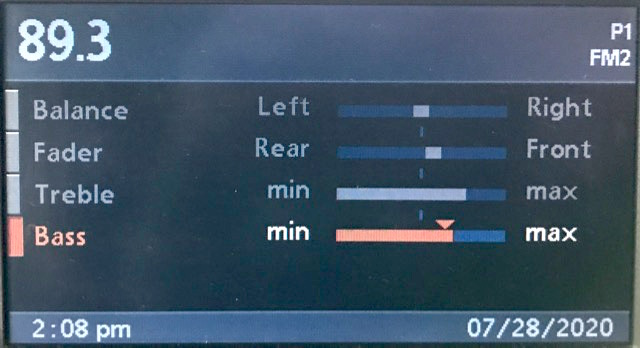 89.3
P1
FM2
Balance Left Right
Fader Rear Front
Treble min max
Bass min max
2:08 pm 07/28/2020